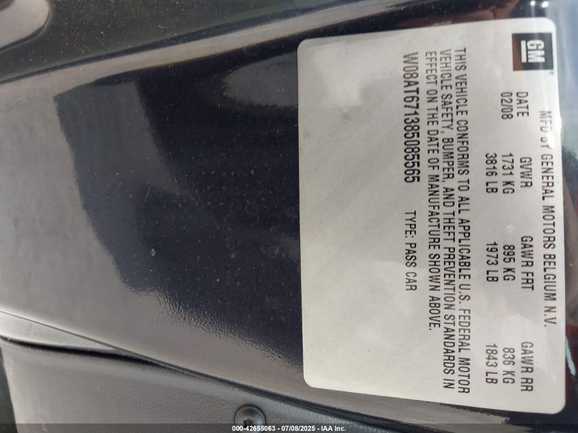 GM
MFD BY GENERAL MOTORS BELGIUM N.V.
DATE GVWR GAWR FRT GAWR RR
02/08 1731 KG 895 KG 836 KG
3816 LB 1973 LB 1843 LB
THIS VEHICLE CONFORMS TO ALL APPLICABLE U.S. FEDERAL MOTOR
VEHICLE SAFETY, BUMPER, AND THEFT PREVENTION STANDARDS IN
EFFECT ON THE DATE OF MANUFACTURE SHOWN ABOVE.
W08AT671385085565 TYPE: PASS CAR
000-42655063 - 07/08/2025 - IAA Inc.